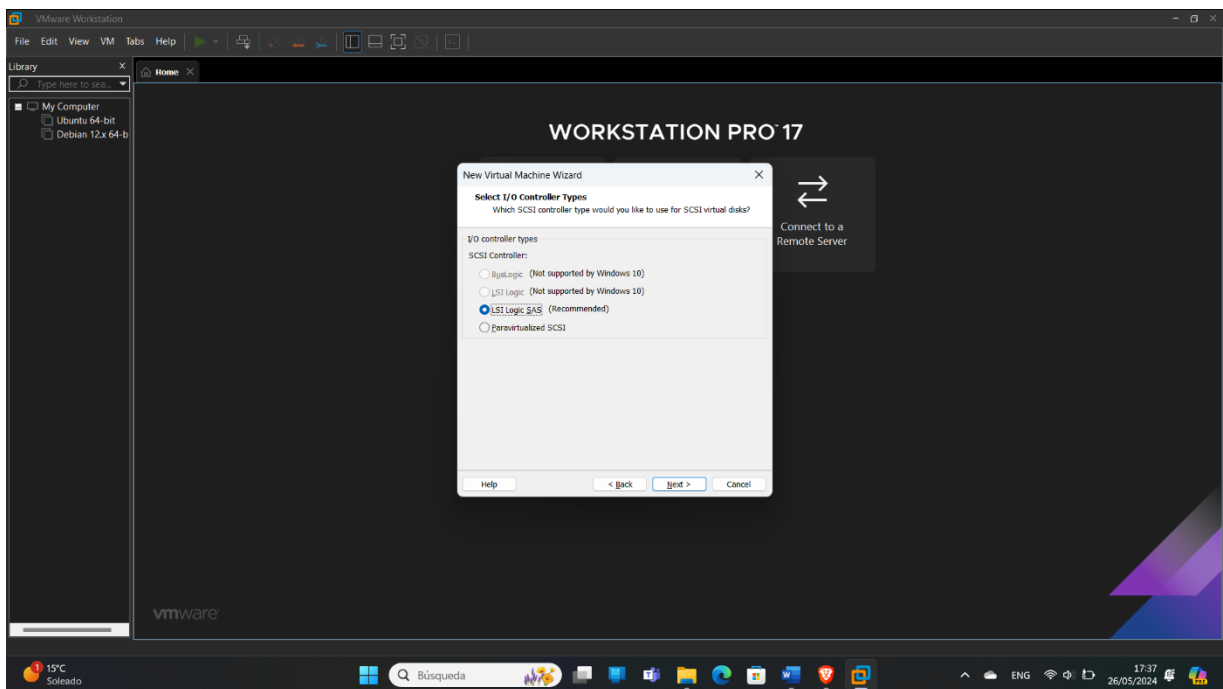 VMware Workstation
File Edit View VM Tabs Help
Library X
Home
Type here to sea...
My Computer
Ubuntu 64-bit
Debian 12.x 64-b
WORKSTATION PRO 17
New Virtual Machine Wizard
Select I/O Controller Types
Which SCSI controller type would you like to use for SCSI virtual disks?
I/O controller types
SCSI Controller:
BusLogic (Not supported by Windows 10)
LSI Logic (Not supported by Windows 10)
LSI Logic SAS (Recommended)
Paravirtualized SCSI
Help < Back Next > Cancel
Connect to a
Remote Server
vmware
1
15°C
Soleado
Búsqueda
ENG
17:37
26/05/2024